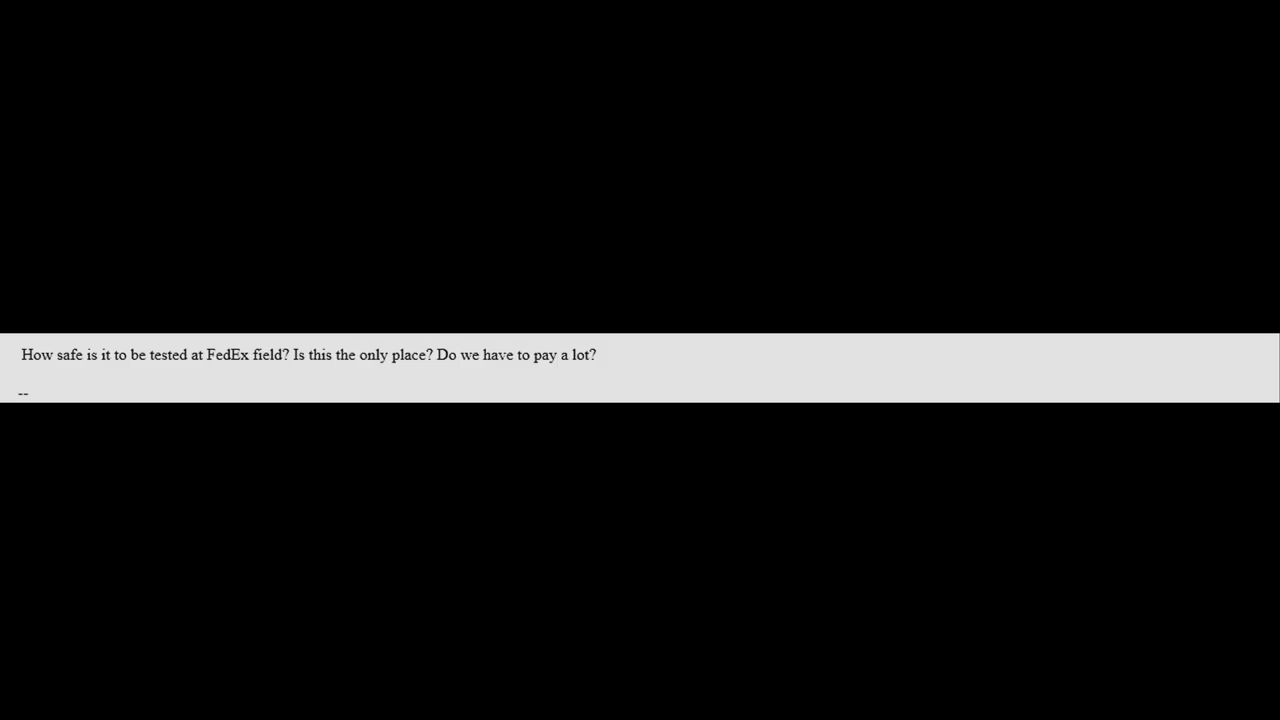 How safe is it to be tested at FedEx field? Is this the only place? Do we have to pay a lot?
--